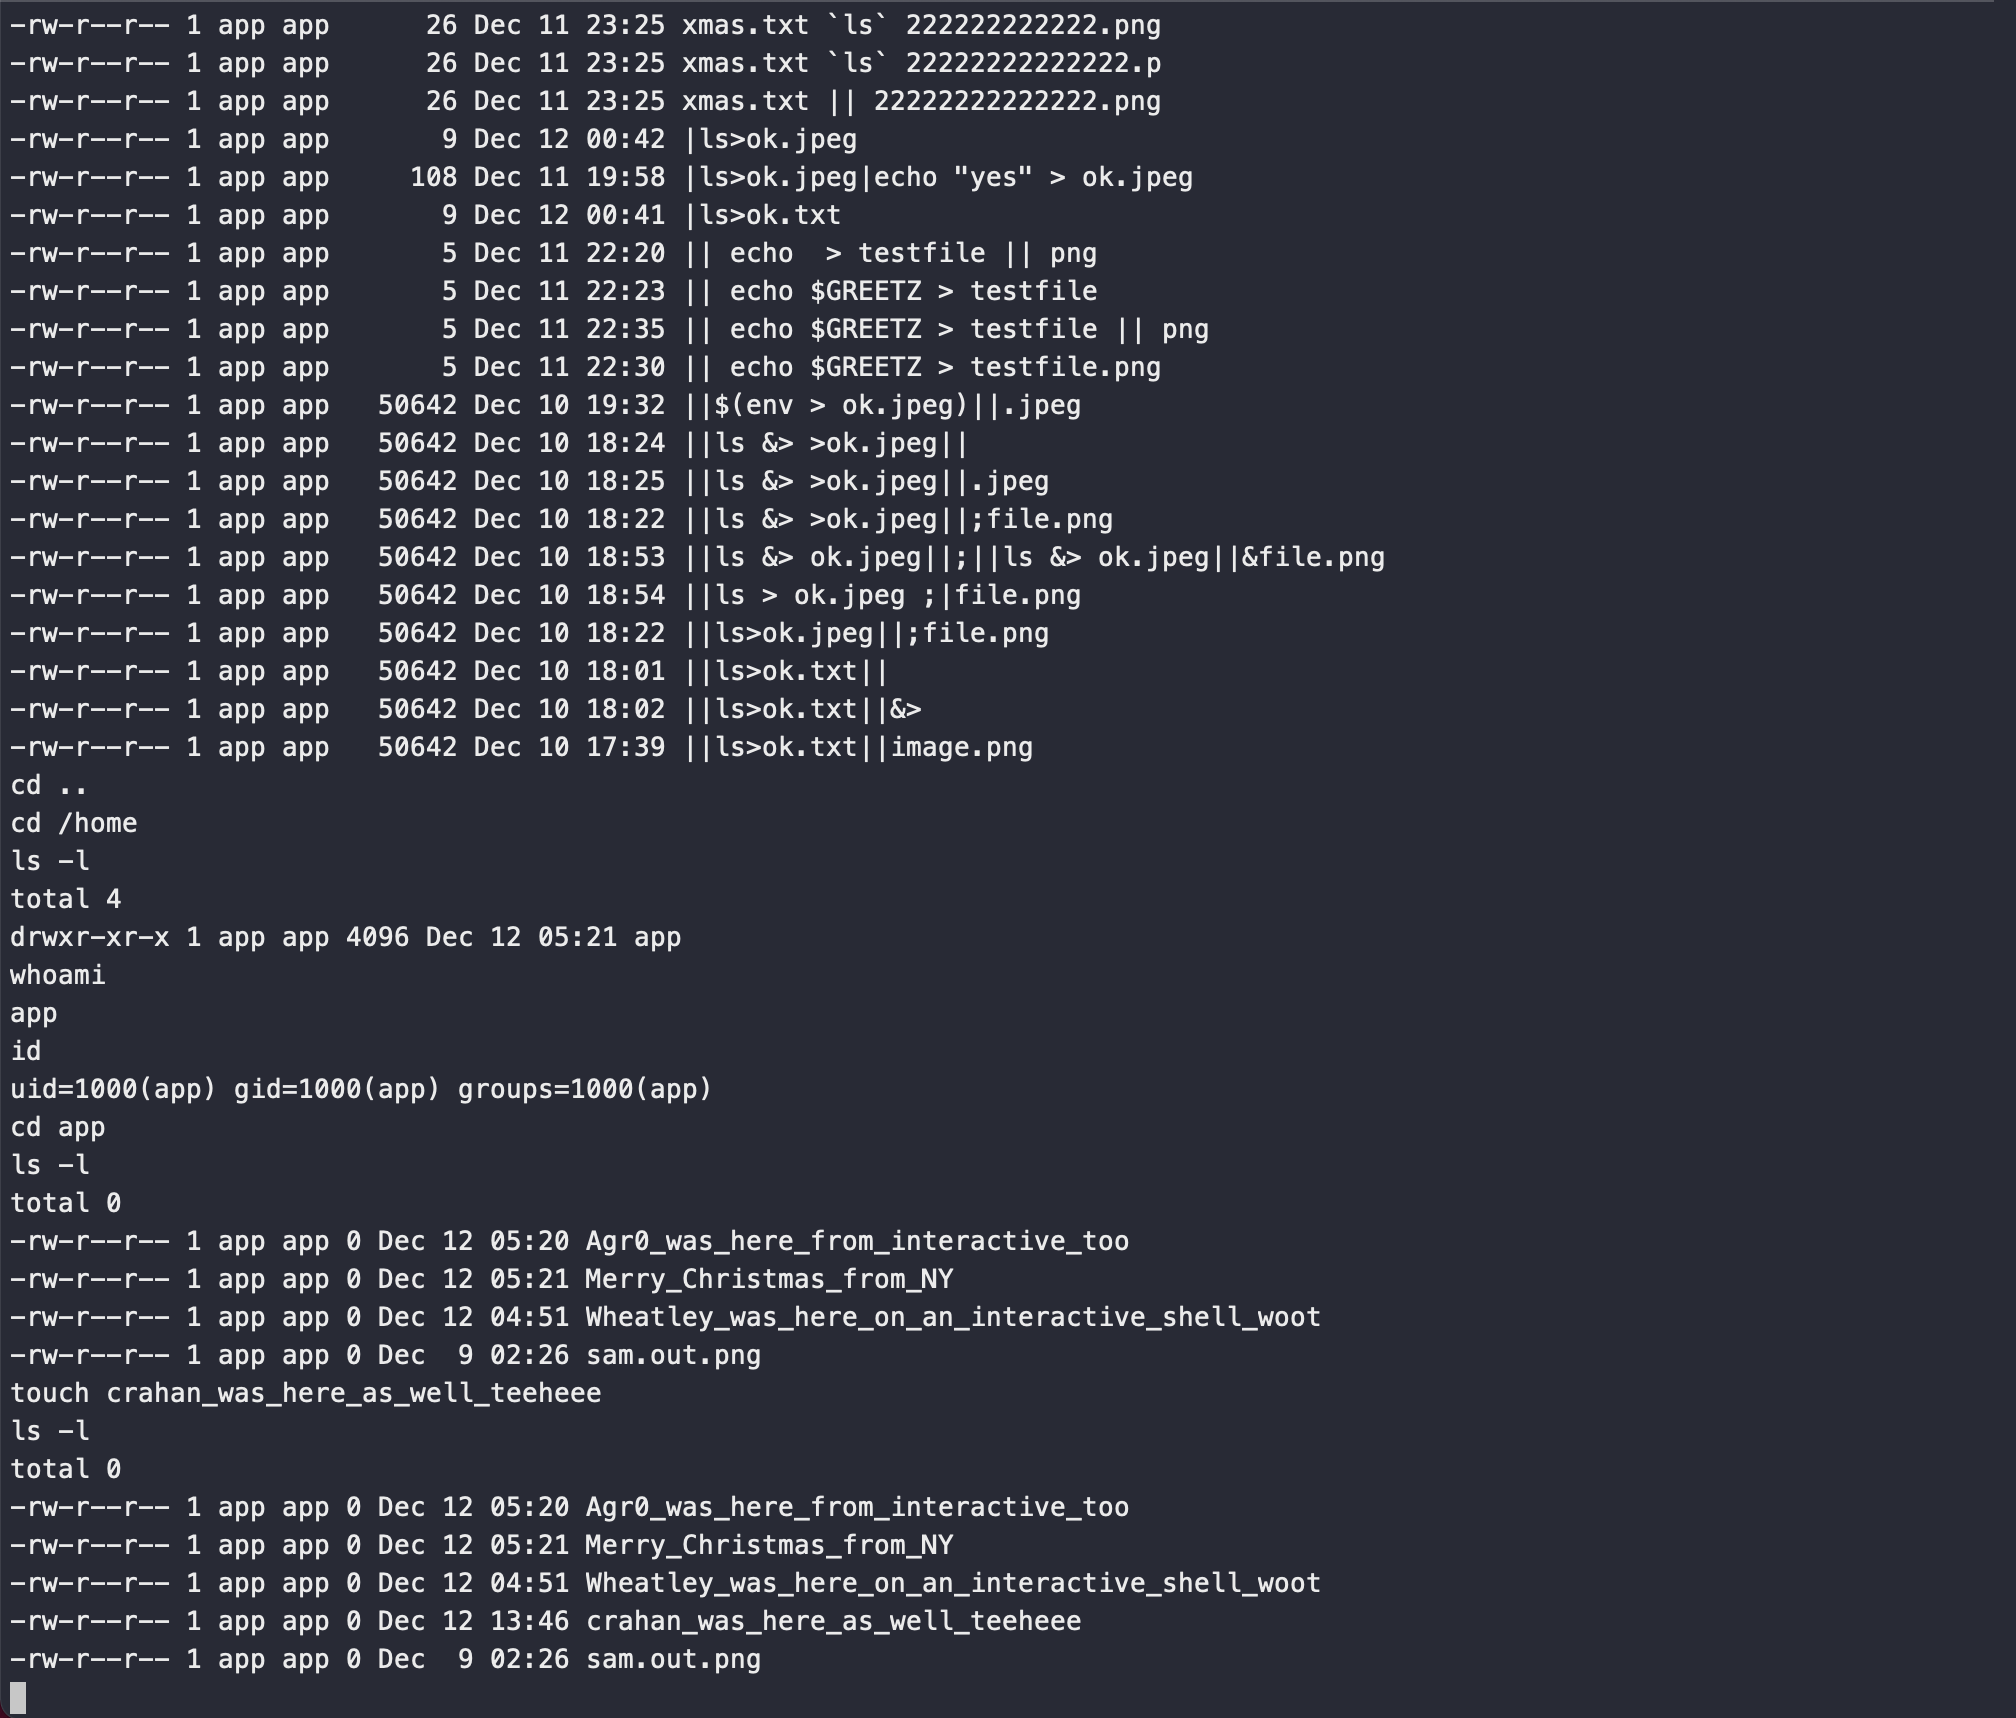 -rw-r--r-- 1 app app      26 Dec 11 23:25 xmas.txt `ls` 222222222222.png
-rw-r--r-- 1 app app      26 Dec 11 23:25 xmas.txt `ls` 22222222222222.p
-rw-r--r-- 1 app app      26 Dec 11 23:25 xmas.txt || 22222222222222.png
-rw-r--r-- 1 app app       9 Dec 12 00:42 |ls>ok.jpeg
-rw-r--r-- 1 app app     108 Dec 11 19:58 |ls>ok.jpeg|echo "yes" > ok.jpeg
-rw-r--r-- 1 app app       9 Dec 12 00:41 |ls>ok.txt
-rw-r--r-- 1 app app       5 Dec 11 22:20 || echo  > testfile || png
-rw-r--r-- 1 app app       5 Dec 11 22:23 || echo $GREETZ > testfile
-rw-r--r-- 1 app app       5 Dec 11 22:35 || echo $GREETZ > testfile || png
-rw-r--r-- 1 app app       5 Dec 11 22:30 || echo $GREETZ > testfile.png
-rw-r--r-- 1 app app   50642 Dec 10 19:32 ||$(env > ok.jpeg)||.jpeg
-rw-r--r-- 1 app app   50642 Dec 10 18:24 ||ls &> >ok.jpeg||
-rw-r--r-- 1 app app   50642 Dec 10 18:25 ||ls &> >ok.jpeg||.jpeg
-rw-r--r-- 1 app app   50642 Dec 10 18:22 ||ls &> >ok.jpeg||;file.png
-rw-r--r-- 1 app app   50642 Dec 10 18:53 ||ls &> ok.jpeg||;||ls &> ok.jpeg||&file.png
-rw-r--r-- 1 app app   50642 Dec 10 18:54 ||ls > ok.jpeg ;|file.png
-rw-r--r-- 1 app app   50642 Dec 10 18:22 ||ls>ok.jpeg||;file.png
-rw-r--r-- 1 app app   50642 Dec 10 18:01 ||ls>ok.txt||
-rw-r--r-- 1 app app   50642 Dec 10 18:02 ||ls>ok.txt||&>
-rw-r--r-- 1 app app   50642 Dec 10 17:39 ||ls>ok.txt||image.png
cd ..
cd /home
ls -l
total 4
drwxr-xr-x 1 app app 4096 Dec 12 05:21 app
whoami
app
id
uid=1000(app) gid=1000(app) groups=1000(app)
cd app
ls -l
total 0
-rw-r--r-- 1 app app 0 Dec 12 05:20 Agr0_was_here_from_interactive_too
-rw-r--r-- 1 app app 0 Dec 12 05:21 Merry_Christmas_from_NY
-rw-r--r-- 1 app app 0 Dec 12 04:51 Wheatley_was_here_on_an_interactive_shell_woot
-rw-r--r-- 1 app app 0 Dec  9 02:26 sam.out.png
touch crahan_was_here_as_well_teeheee
ls -l
total 0
-rw-r--r-- 1 app app 0 Dec 12 05:20 Agr0_was_here_from_interactive_too
-rw-r--r-- 1 app app 0 Dec 12 05:21 Merry_Christmas_from_NY
-rw-r--r-- 1 app app 0 Dec 12 04:51 Wheatley_was_here_on_an_interactive_shell_woot
-rw-r--r-- 1 app app 0 Dec 12 13:46 crahan_was_here_as_well_teeheee
-rw-r--r-- 1 app app 0 Dec  9 02:26 sam.out.png